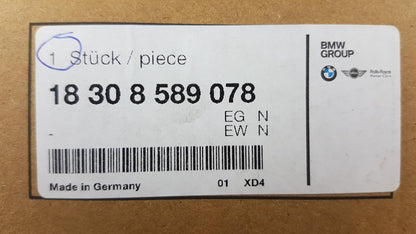 1 Stück / piece
18 30 8 589 078
EG N
- EW N
Made in Germany 01 XD4
BMW
GROUP